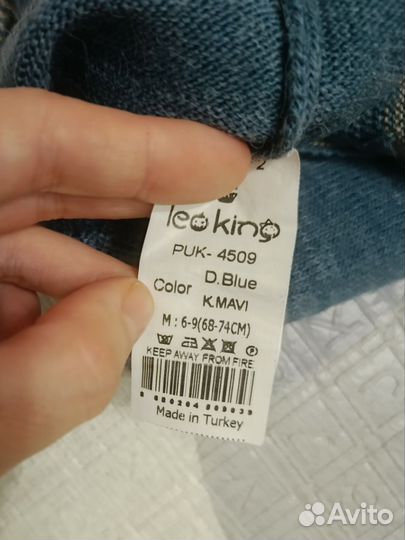 2
leo king
PUK- 4509
Color D.Blue
K.MAVI
M : 6-9(68-74CM)
KEEP AWAY FROM FIRE
Made in Turkey
Avito